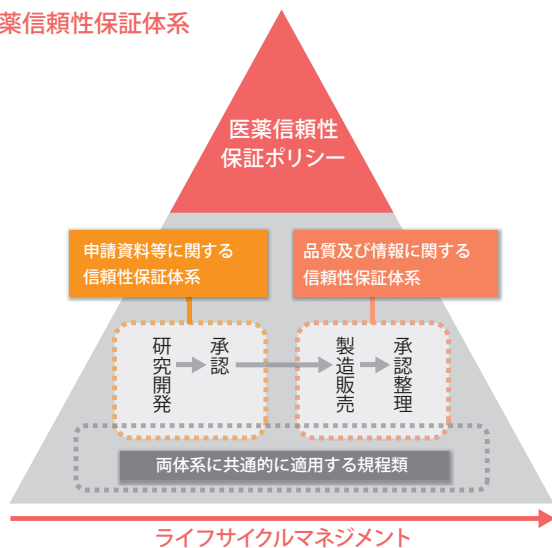 薬信頼性保証体系
医薬信頼性
保証ポリシー
申請資料等に関する
信頼性保証体系
品質及び情報に関する
信頼性保証体系
研究開発
承認
製造販売
承認整理
両体系に共通的に適用する規程類
ライフサイクルマネジメント